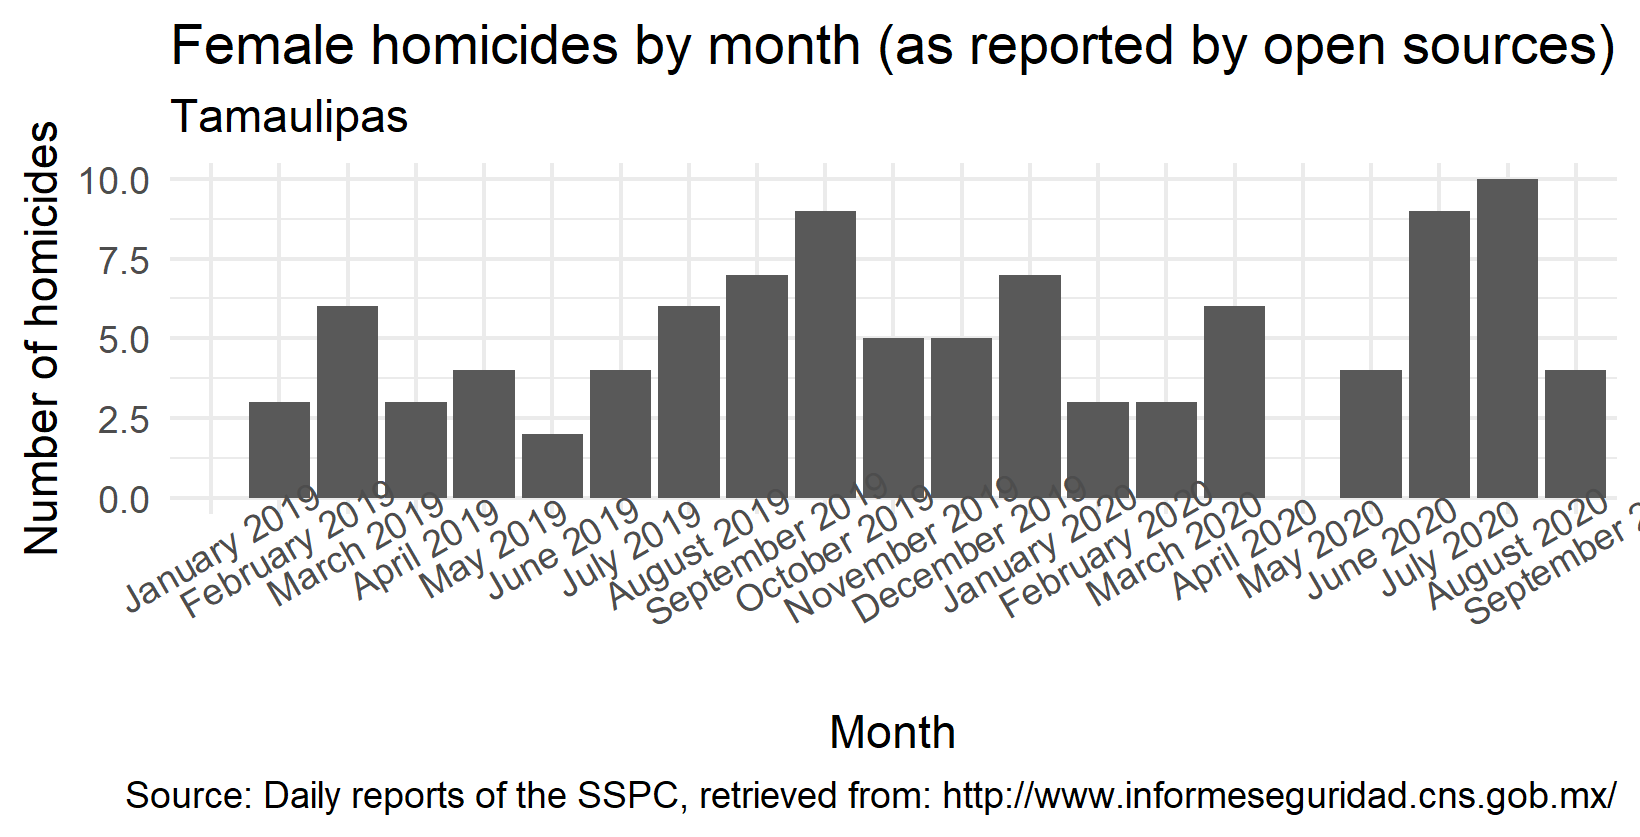 Female homicides by month (as reported by open sources)
Tamaulipas
Number of homicides
10.0
7.5
5.0
2.5
0.0
January 2019
February 2019
March 2019
April 2019
May 2019
June 2019
July 2019
August 2019
September 2019
October 2019
November 2019
December 2019
January 2020
February 2020
March 2020
April 2020
May 2020
June 2020
July 2020
August 2020
September 2
Month
Source: Daily reports of the SSPC, retrieved from: http://www.informeseguridad.cns.gob.mx/